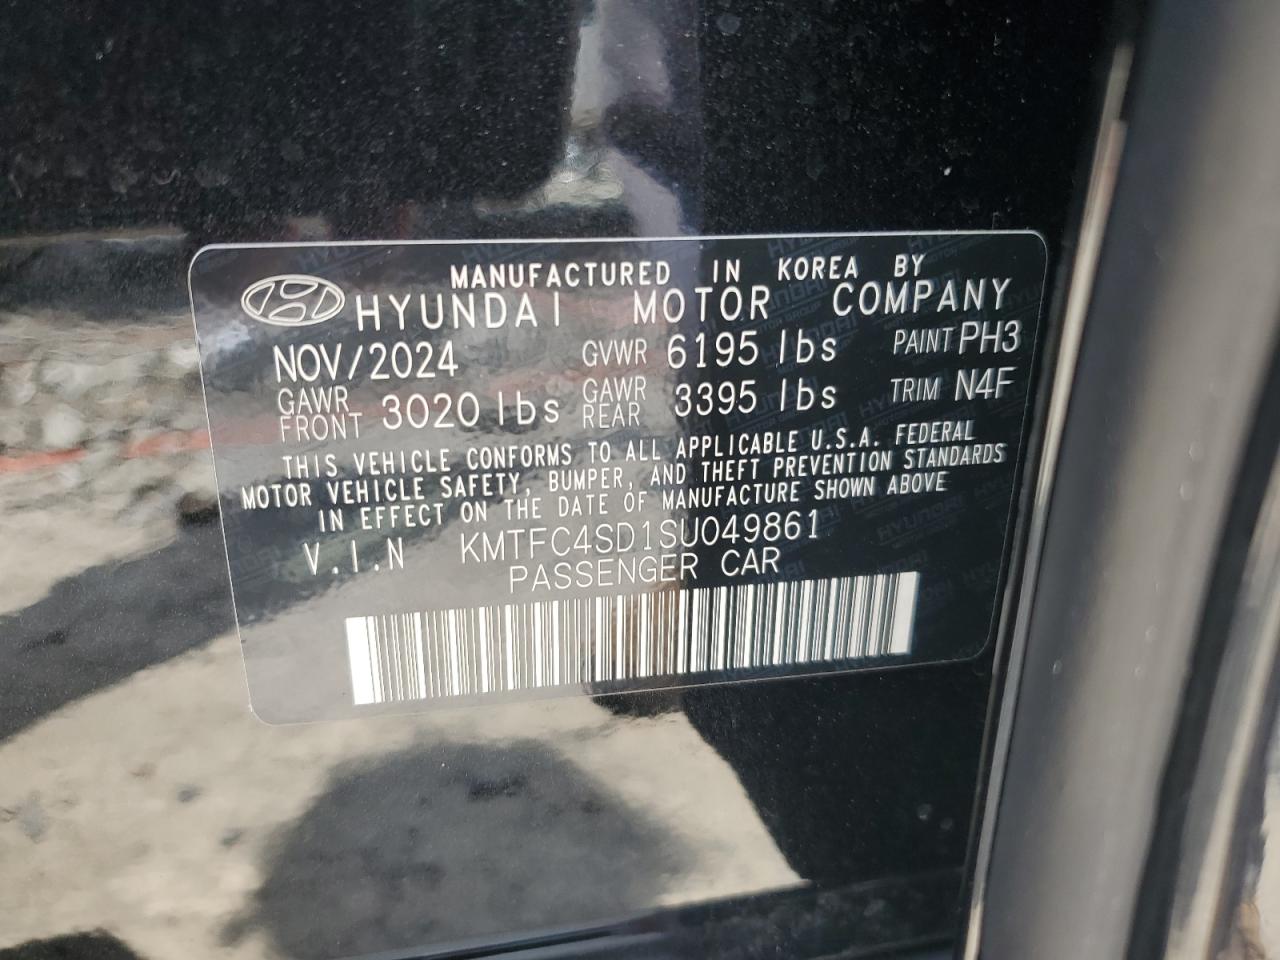 MANUFACTURED IN KOREA BY
HYUNDAI MOTOR COMPANY
NOV/2024 GVWR 6195 lbs PAINT PH3
GAWR FRONT 3020 lbs GAWR REAR 3395 lbs TRIM N4F
THIS VEHICLE CONFORMS TO ALL APPLICABLE U.S.A. FEDERAL
MOTOR VEHICLE SAFETY, BUMPER, AND THEFT PREVENTION STANDARDS
IN EFFECT ON THE DATE OF MANUFACTURE SHOWN ABOVE
V.I.N KMTFC4SD1SU049861
PASSENGER CAR